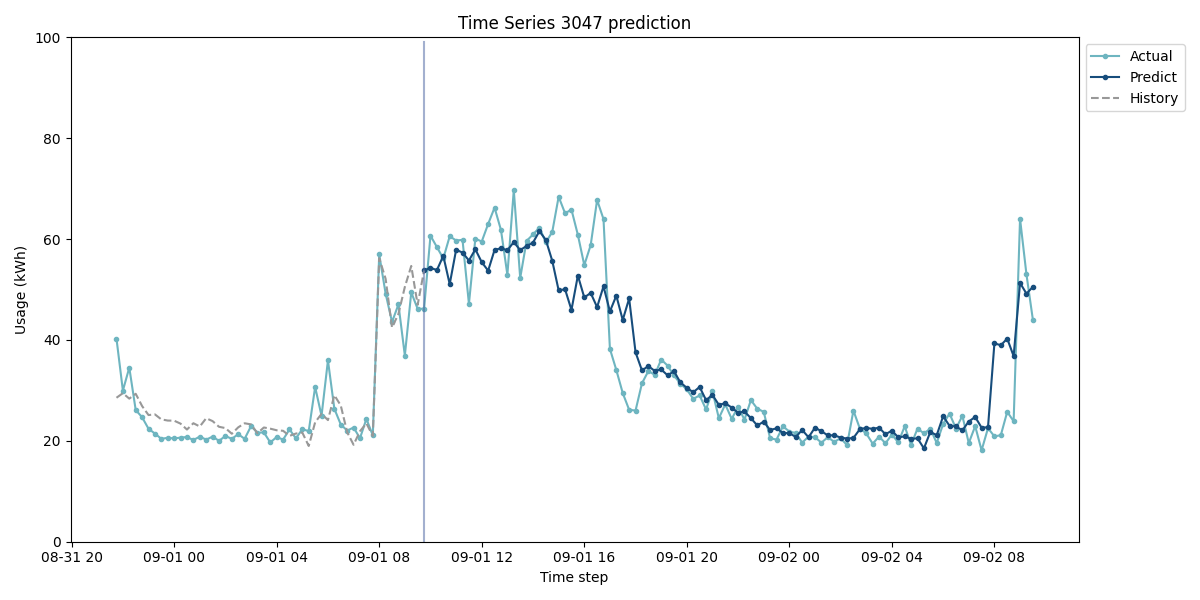 Time Series 3047 prediction
Usage (kWh)
100
80
60
40
20
0
08-31 20
09-01 00
09-01 04
09-01 08
09-01 12
09-01 16
09-01 20
09-02 00
09-02 04
09-02 08
Time step
Actual
Predict
History